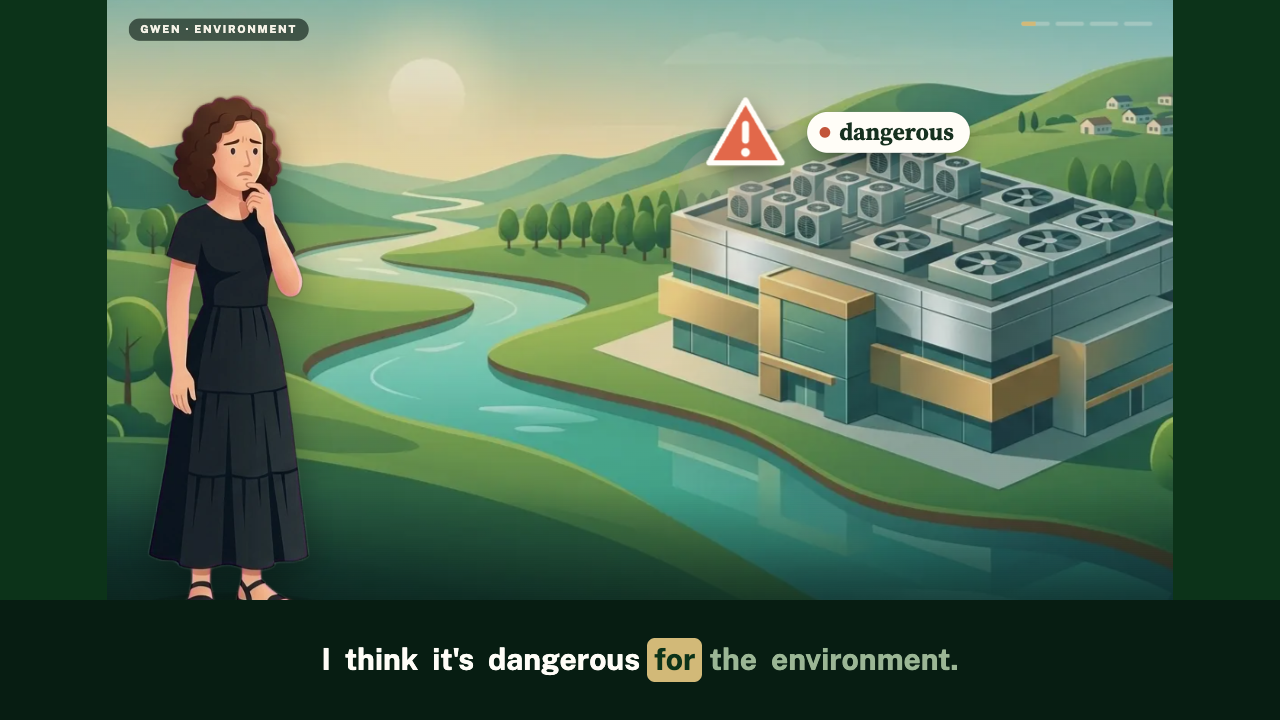 GWEN · ENVIRONMENT
dangerous
I think it's dangerous for the environment.